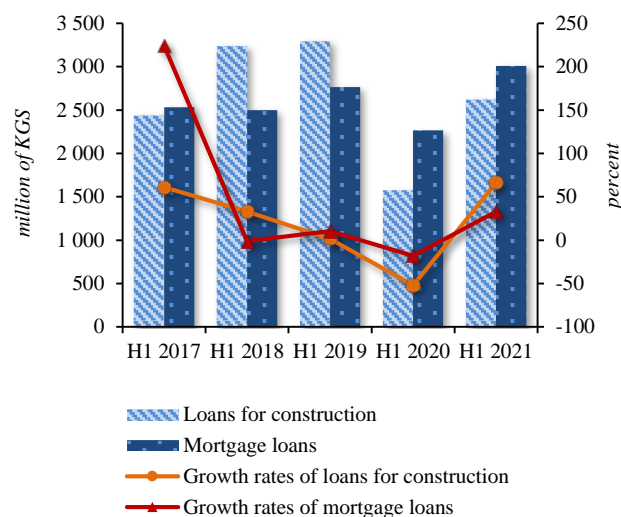 3 500
3 000
2 500
2 000
1 500
1 000
500
0
million of KGS
250
200
150
100
50
0
-50
-100
percent
H1 2017 H1 2018 H1 2019 H1 2020 H1 2021
Loans for construction
Mortgage loans
Growth rates of loans for construction
Growth rates of mortgage loans